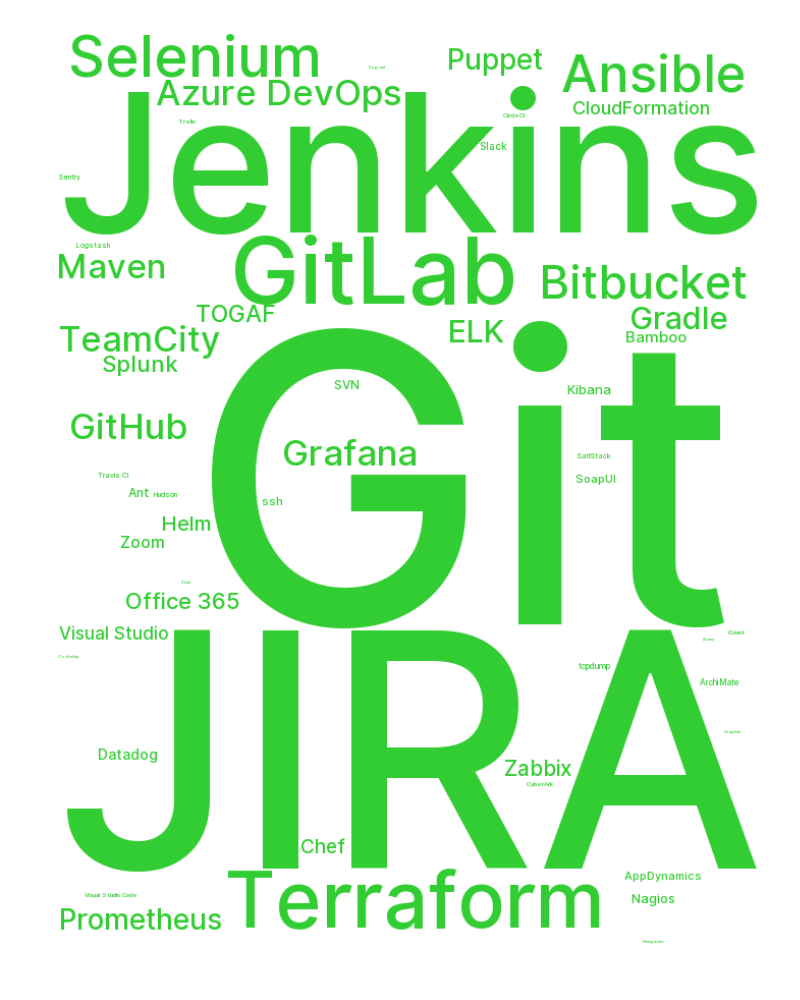 Selenium
Puppet
Ansible
Azure DevOps
CloudFormation
Jenkins
CircleCI
Trello
Slack
Sentry
Logstash
GitLab
Maven
Bitbucket
TOGAF
Gradle
TeamCity
ELK
Bamboo
Splunk
Git
SVN
Kibana
GitHub
Grafana
SaltStack
Travis CI
SoapUI
Ant
Hudson
ssh
Helm
Zoom
Office 365
Visual Studio
JIRA
tcpdump
ArchiMate
Datadog
Zabbix
CyberArk
Chef
Terraform
AppDynamics
Visual Studio Code
Nagios
Prometheus